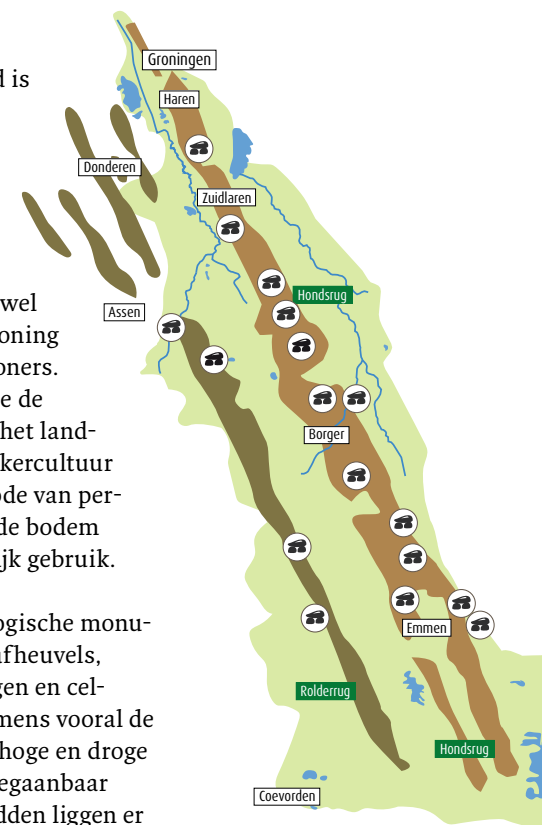 d is
wel
oning
oners.
e de
het land-
kercultuur
ode van per-
de bodem
jk gebruik.
ogische monu-
afheuvels,
gen en cel-
mens vooral de
hoge en droge
egaanbaar
dden liggen er
Groningen
Haren
Donderen
Zuidlaren
Hondsrug
Assen
Borger
Emmen
Rolderrug
Hondsrug
Coevorden